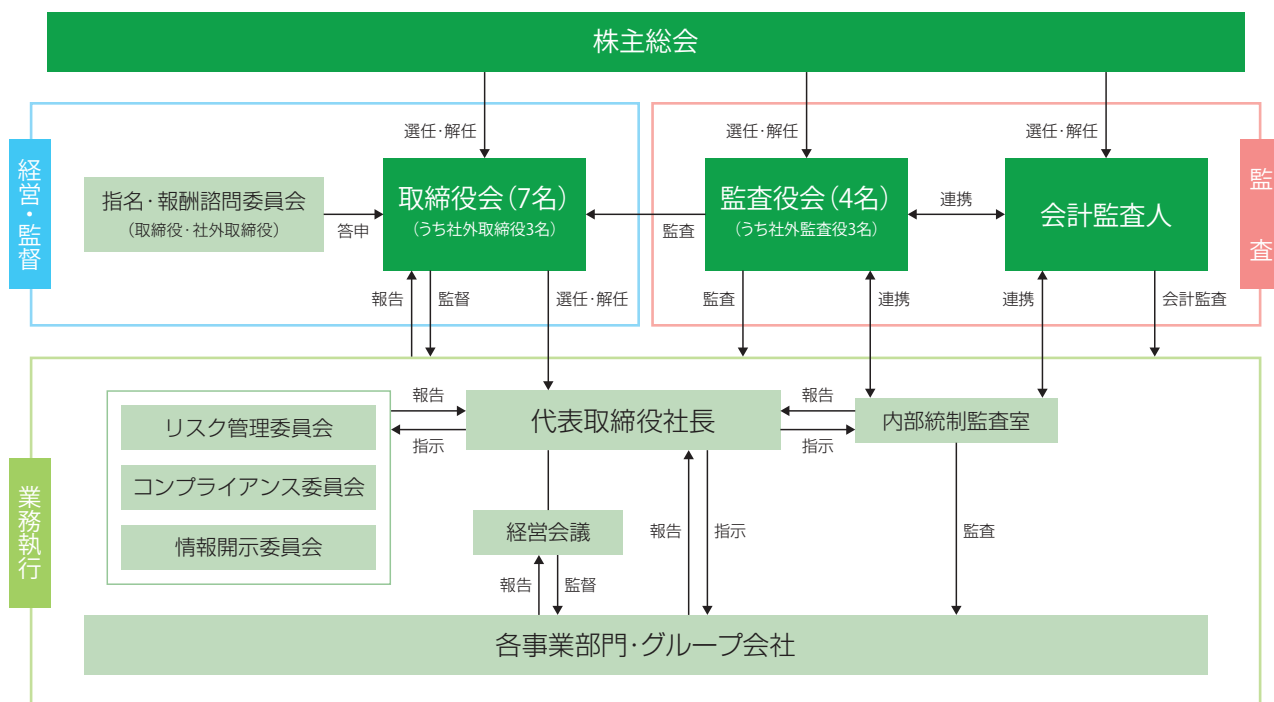 株主総会
選任・解任
選任・解任
選任・解任
経営・監督
監査
指名・報酬諮問委員会
（取締役・社外取締役）
答申
取締役会（7名）
（うち社外取締役3名）
監査
監査役会（4名）
（うち社外監査役3名）
連携
会計監査人
報告
監督
選任・解任
監査
連携
連携
会計監査
業務執行
リスク管理委員会
コンプライアンス委員会
情報開示委員会
報告
指示
代表取締役社長
報告
指示
内部統制監査室
経営会議
報告
監督
報告
指示
監査
各事業部門・グループ会社